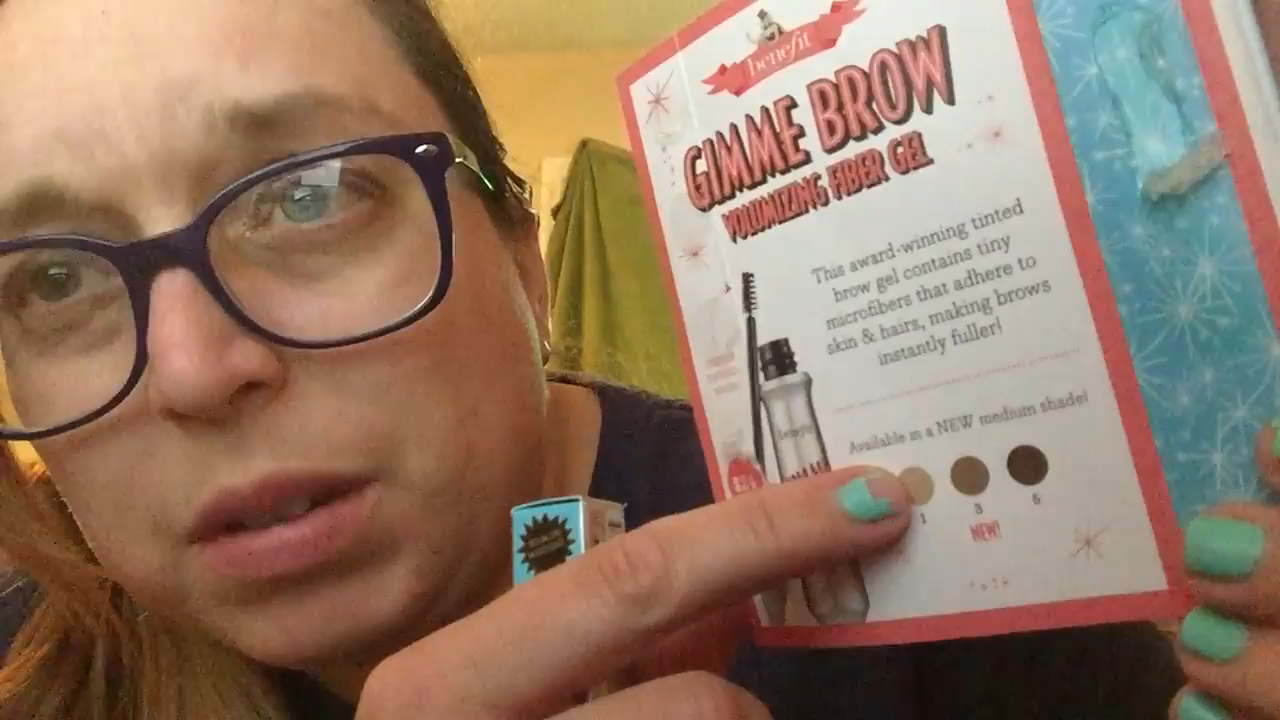 benefit
GIMME BROW
VOLUMIZING FIBER GEL
This award-winning tinted
brow gel contains tiny
microfibers that adhere to
skin & hairs, making brows
instantly fuller!
Available in a NEW medium shade!
1 3 5
NEW!